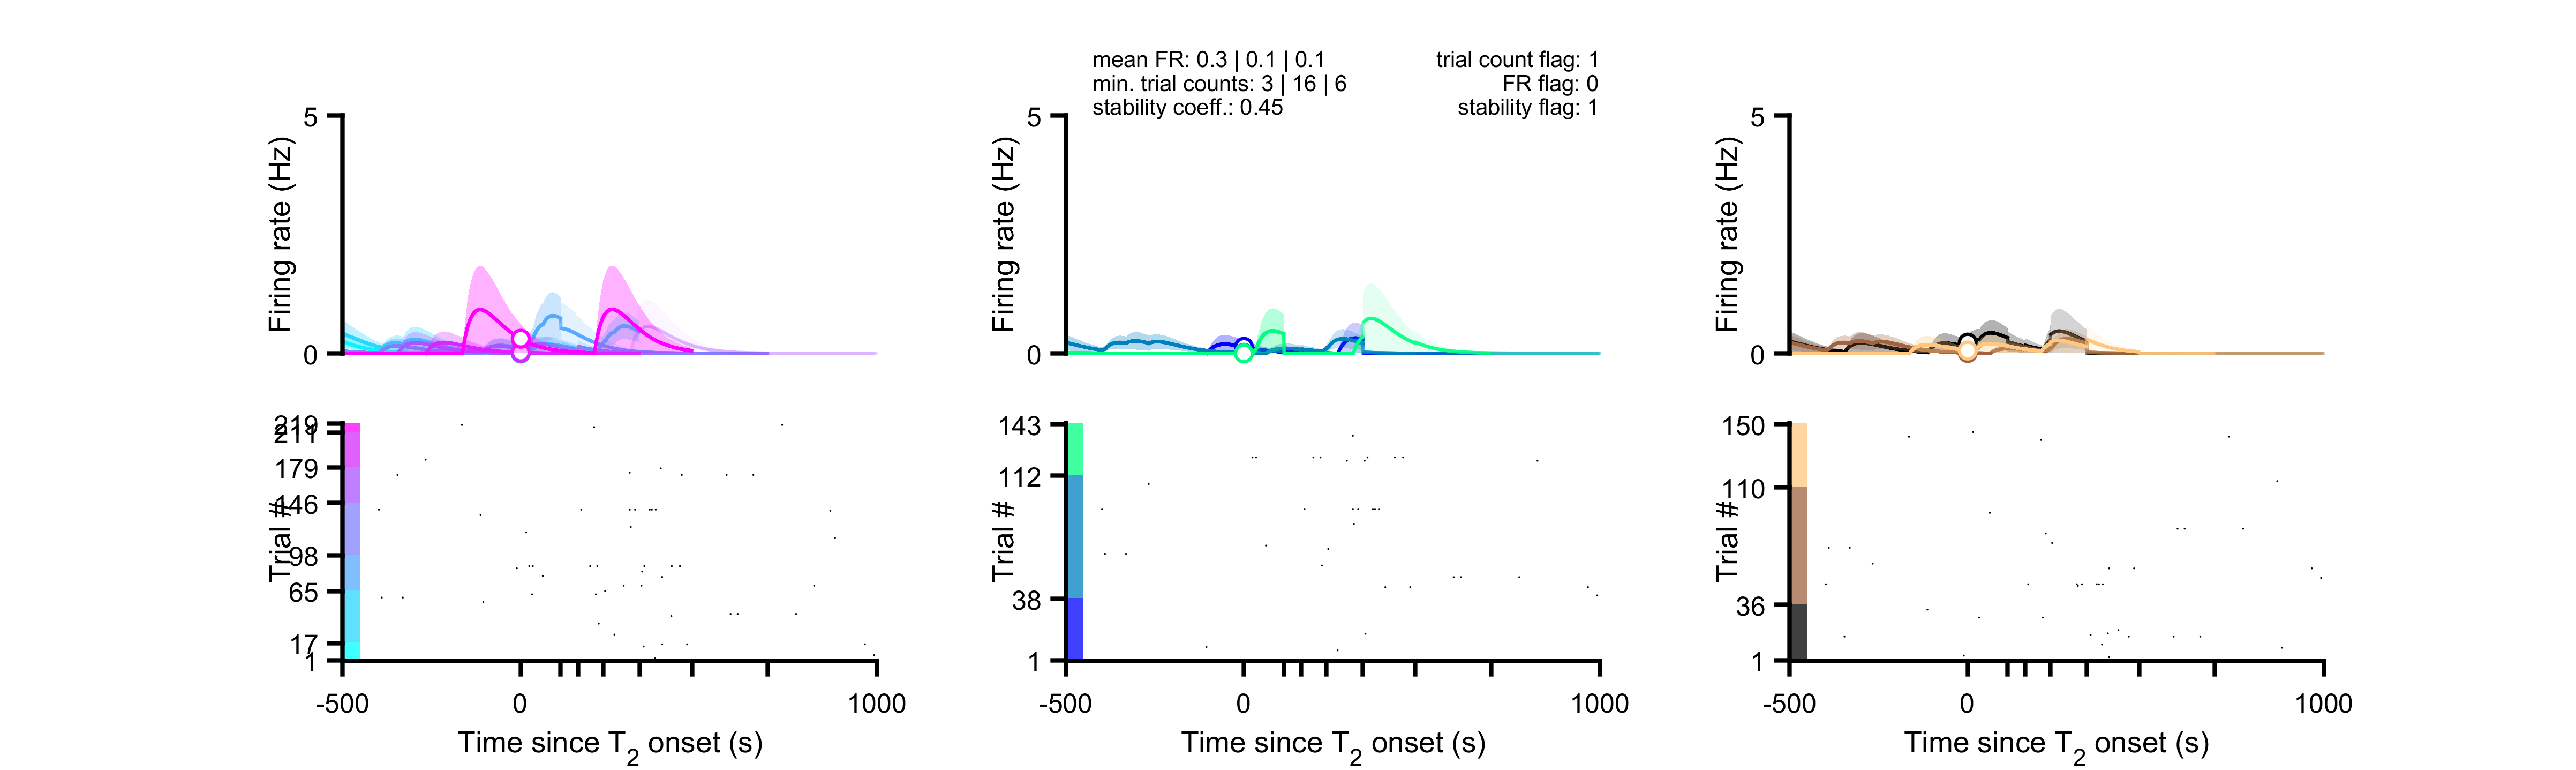 mean FR: 0.3 | 0.1 | 0.1
trial count flag: 1
min. trial counts: 3 | 16 | 6
FR flag: 0
stability coeff.: 0.45
stability flag: 1
5
0
Firing rate (Hz)
5
0
Firing rate (Hz)
5
0
Firing rate (Hz)
219
211
179
146
98
65
17
1
Trial #
-500
0
1000
Time since T2 onset (s)
143
112
38
1
Trial #
-500
0
1000
Time since T2 onset (s)
150
110
36
1
Trial #
-500
0
1000
Time since T2 onset (s)